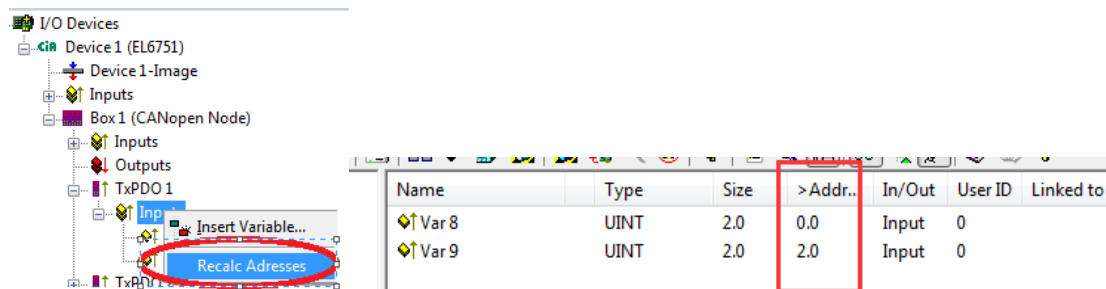 I/O Devices
CiA Device 1 (EL6751)
Device 1-Image
Inputs
Box 1 (CANopen Node)
Inputs
Outputs
TxPDO 1
Insert Variable...
Recalc Adresses
Name Type Size >Addr... In/Out User ID Linked to
Var 8 UINT 2.0 0.0 Input 0
Var 9 UINT 2.0 2.0 Input 0